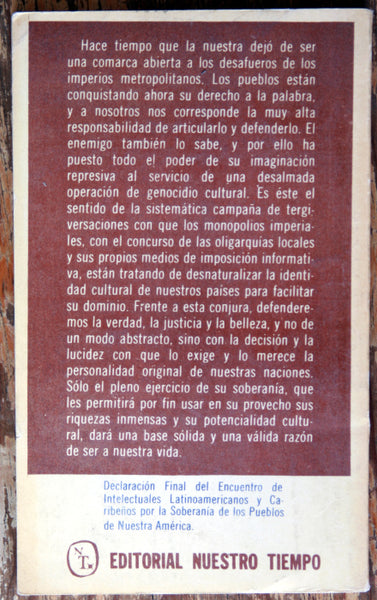 Hace tiempo que la nuestra dejó de ser
una comarca abierta a los desafueros de los
imperios metropolitanos. Los pueblos están
conquistando ahora su derecho a la palabra,
y a nosotros nos corresponde la muy alta
responsabilidad de articularlo y defenderlo. El
enemigo también lo sabe, y por ello ha
puesto todo el poder de su imaginación
represiva al servicio de una desalmada
operación de genocidio cultural. Es éste el
sentido de la sistemática campaña de tergi-
versaciones con que los monopolios imperia-
les, con el concurso de las oligarquías locales
y sus propios medios de imposición informati-
va, están tratando de desnaturalizar la identi-
dad cultural de nuestros países para facilitar
su dominio. Frente a esta conjura, defendere-
mos la verdad, la justicia y la belleza, y no de
un modo abstracto, sino con la decisión y la
lucidez con que lo exige y lo merece la
personalidad original de nuestras naciones.
Sólo el pleno ejercicio de su soberanía, que
les permitirá por fin usar en su provecho sus
riquezas inmensas y su potencialidad cultu-
ral, dará una base sólida y una válida razón
de ser a nuestra vida.
Declaración Final del Encuentro de
Intelectuales Latinoamericanos y Ca-
ribeños por la Soberanía de los Pueblos
de Nuestra América.
N
T
M
EDITORIAL NUESTRO TIEMPO